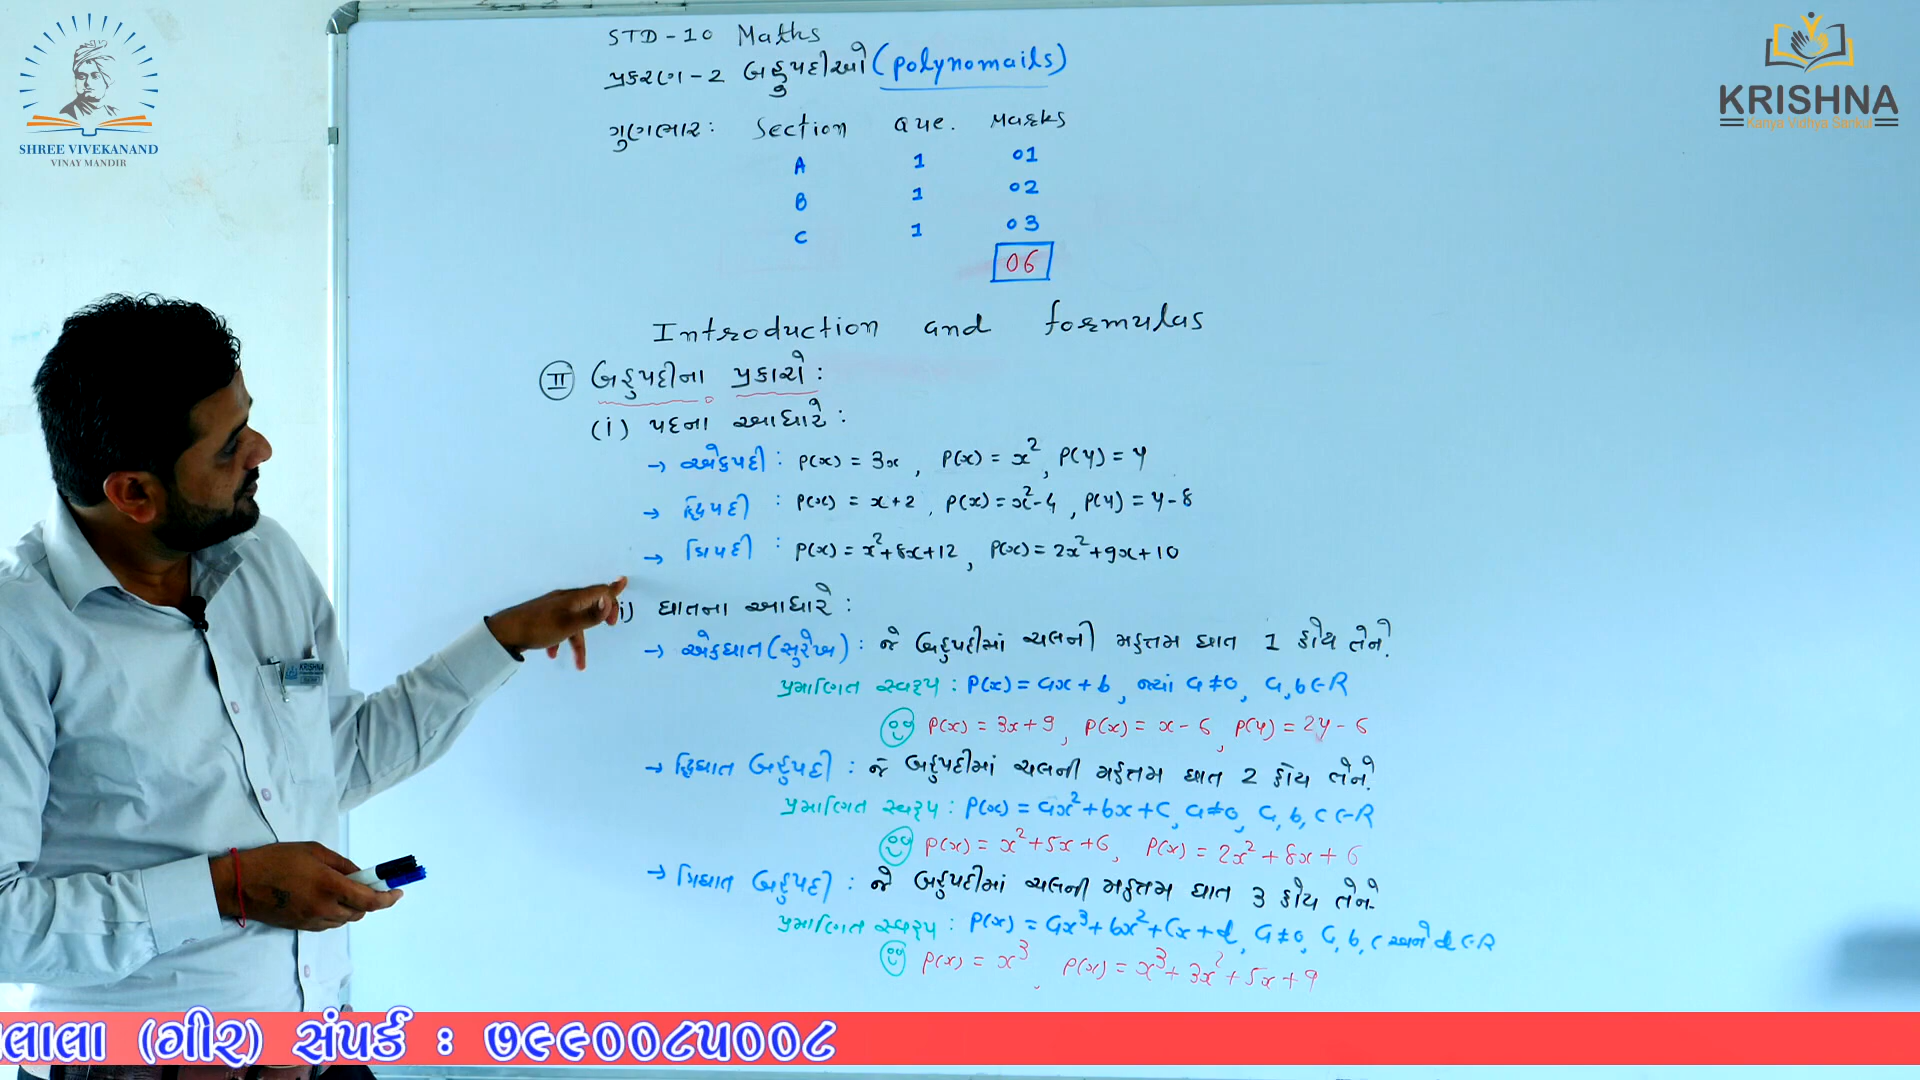 SHREE VIVEKANAND
VINAY MANDIR
KRISHNA
Kanya Vidhya Sankul
STD-10 Maths
પ્રકરણ-2 બહુપદીઓ (polynomails)
ગુણભાર: Section Que. Marks
A 1 01
B 1 02
C 1 03
06
Introduction and formulas
II બહુપદીના પ્રકારો:
(i) પદના આધારે:
→ એકપદી: P(x) = 3x, P(x) = x², P(y) = y
→ દ્વિપદી: P(x) = x+2, P(x) = x²-4, P(y) = y-8
→ ત્રિપદી: P(x) = x²+8x+12, P(x) = 2x²+9x+10
i) ઘાતના આધારે:
→ એકઘાત (સુરેખ): જે બહુપદીમાં ચલની મહત્તમ ઘાત 1 હોય તેને.
પ્રમાણિત સ્વરૂપ: P(x) = ax+b, જ્યાં a≠0, a,b∈R
P(x) = 3x+9, P(x) = x-6, P(y) = 2y-6
→ દ્વિઘાત બહુપદી: જે બહુપદીમાં ચલની મહત્તમ ઘાત 2 હોય તેને.
પ્રમાણિત સ્વરૂપ: P(x) = ax²+bx+c, a≠0, a,b,c∈R
P(x) = x²+5x+6, P(x) = 2x²+8x+6
→ ત્રિઘાત બહુપદી: જે બહુપદીમાં ચલની મહત્તમ ઘાત 3 હોય તેને.
પ્રમાણિત સ્વરૂપ: P(x) = ax³+bx²+cx+d, a≠0, a,b,c અને d∈R
P(x) = x³, P(x) = x³+3x²+5x+9
KRISHNA
લાલા (ગીર) સંપર્ક : ૭૯૯૦૦૮૫૦૦૮